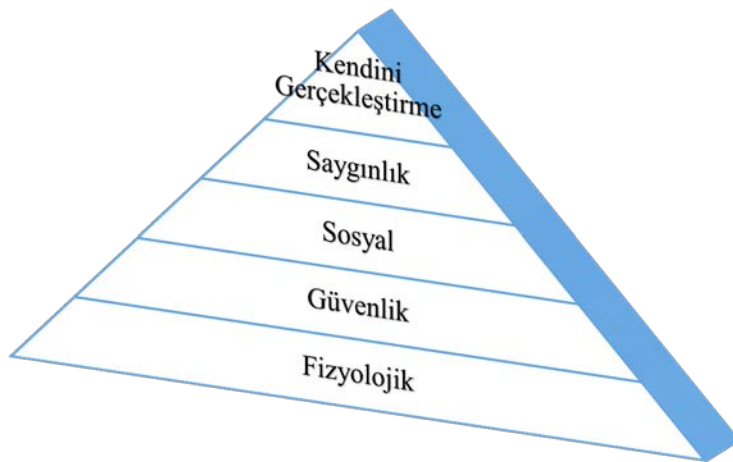 Kendini
Gerçekleştirme
Saygınlık
Sosyal
Güvenlik
Fizyolojik